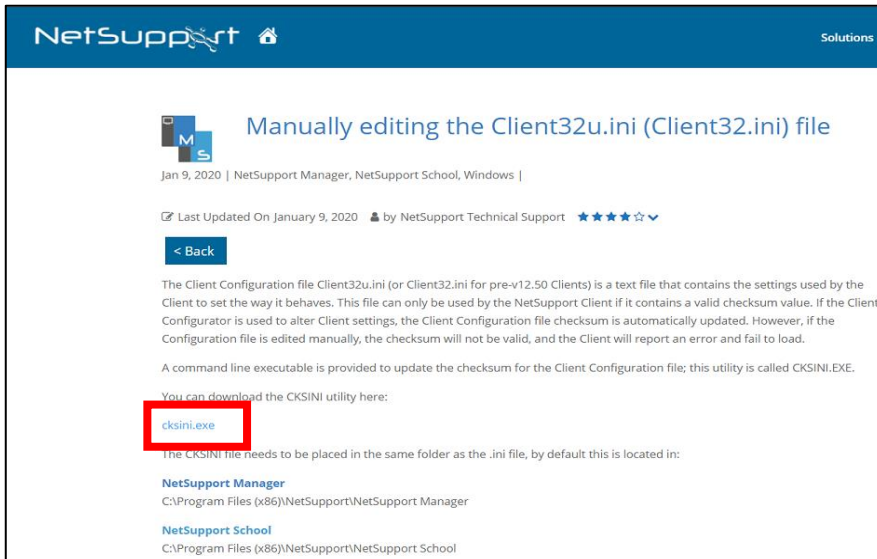 NetSupport
Solutions
M
S
Manually editing the Client32u.ini (Client32.ini) file
Jan 9, 2020 | NetSupport Manager, NetSupport School, Windows |
Last Updated On January 9, 2020 by NetSupport Technical Support
< Back
The Client Configuration file Client32u.ini (or Client32.ini for pre-v12.50 Clients) is a text file that contains the settings used by the
Client to set the way it behaves. This file can only be used by the NetSupport Client if it contains a valid checksum value. If the Client
Configurator is used to alter Client settings, the Client Configuration file checksum is automatically updated. However, if the
Configuration file is edited manually, the checksum will not be valid, and the Client will report an error and fail to load.
A command line executable is provided to update the checksum for the Client Configuration file; this utility is called CKSINI.EXE.
You can download the CKSINI utility here:
cksini.exe
The CKSINI file needs to be placed in the same folder as the .ini file, by default this is located in:
NetSupport Manager
C:\Program Files (x86)\NetSupport\NetSupport Manager
NetSupport School
C:\Program Files (x86)\NetSupport\NetSupport School